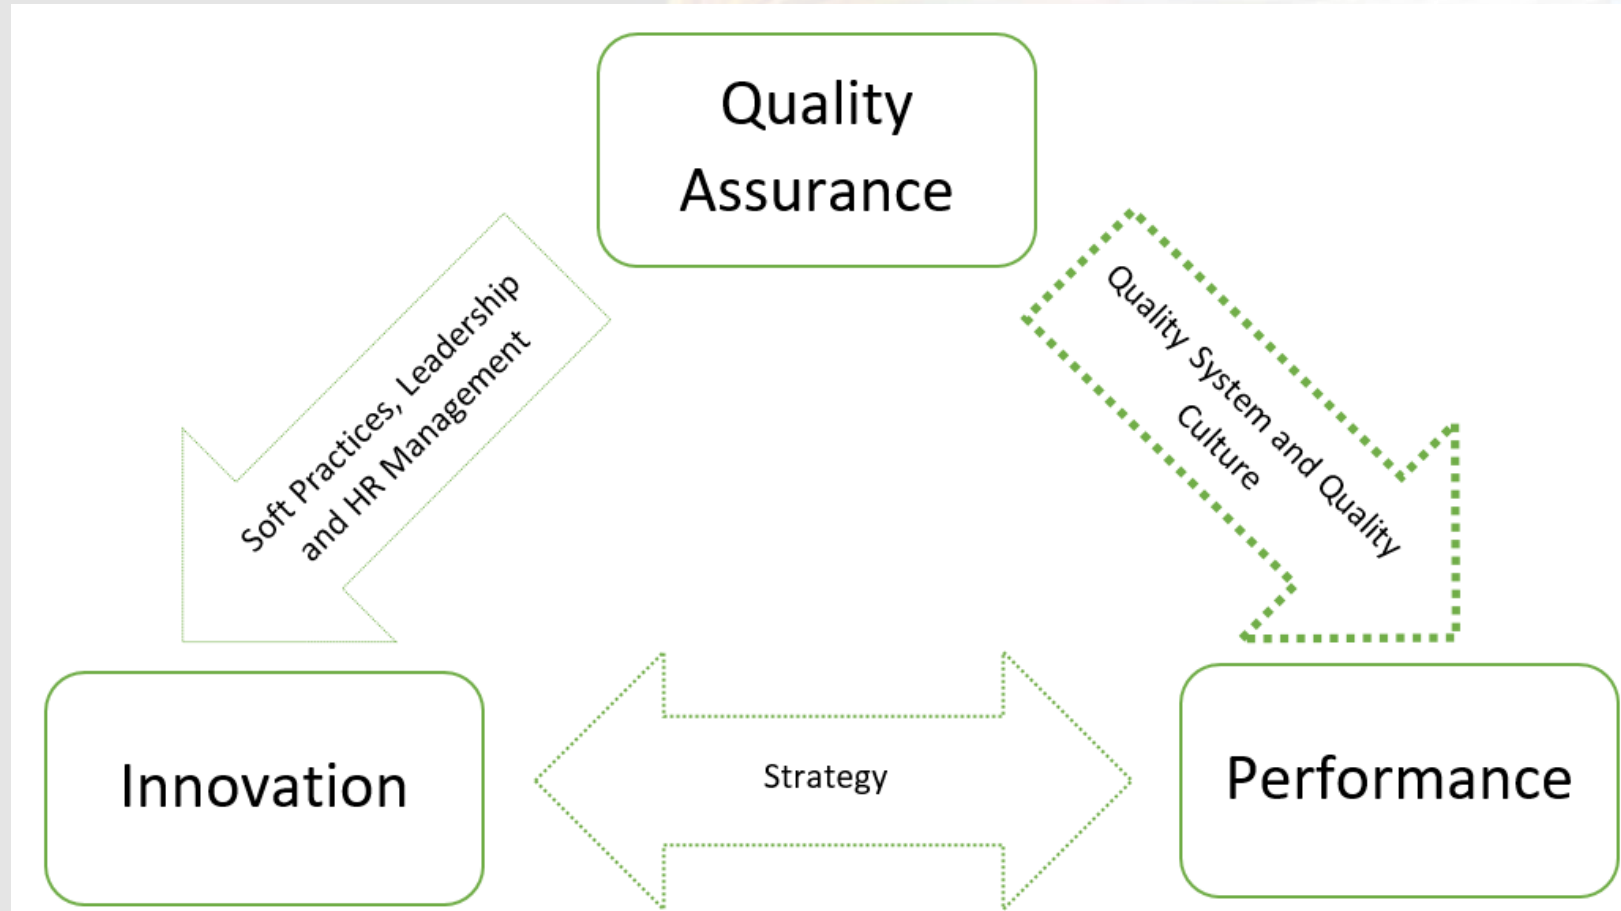 Quality
Assurance
Soft Practices, Leadership
and HR Management
Quality System and Quality
Culture
Innovation
Strategy
Performance